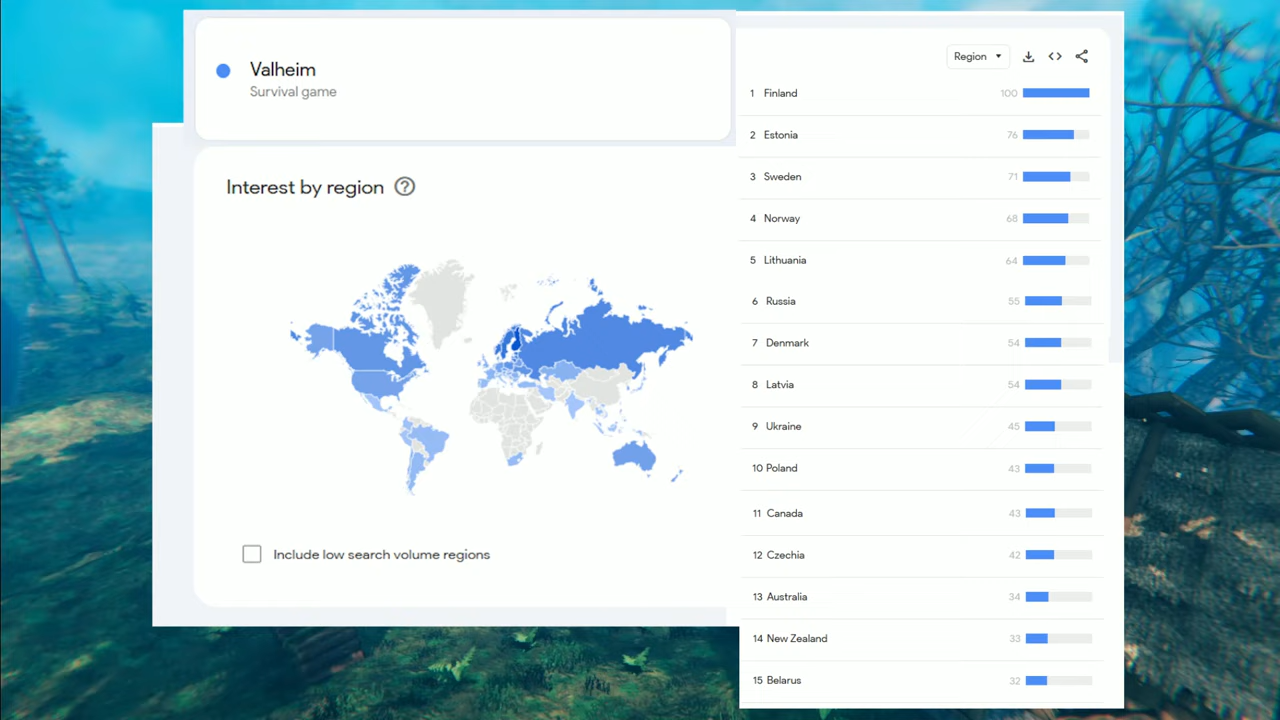 Valheim
Survival game
Interest by region
Include low search volume regions
Region
1 Finland 100
2 Estonia 76
3 Sweden 71
4 Norway 68
5 Lithuania 64
6 Russia 55
7 Denmark 54
8 Latvia 54
9 Ukraine 45
10 Poland 43
11 Canada 43
12 Czechia 42
13 Australia 34
14 New Zealand 33
15 Belarus 32